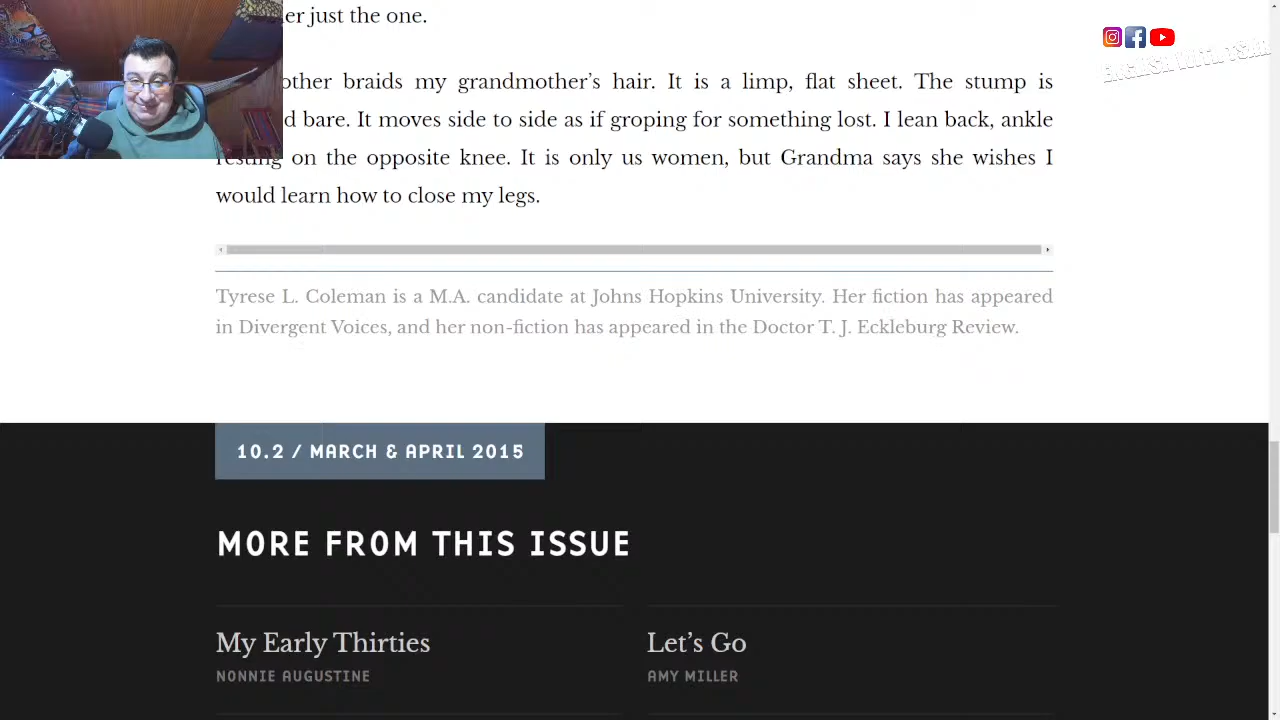 just the one.
braids my grandmother’s hair. It is a limp, flat sheet. The stump is
bare. It moves side to side as if groping for something lost. I lean back, ankle
resting on the opposite knee. It is only us women, but Grandma says she wishes I
would learn how to close my legs.
Tyrese L. Coleman is a M.A. candidate at Johns Hopkins University. Her fiction has appeared
in Divergent Voices, and her non-fiction has appeared in the Doctor T. J. Eckleburg Review.
10.2 / MARCH & APRIL 2015
MORE FROM THIS ISSUE
My Early Thirties
NONNIE AUGUSTINE
Let’s Go
AMY MILLER
ENGLISH WITH